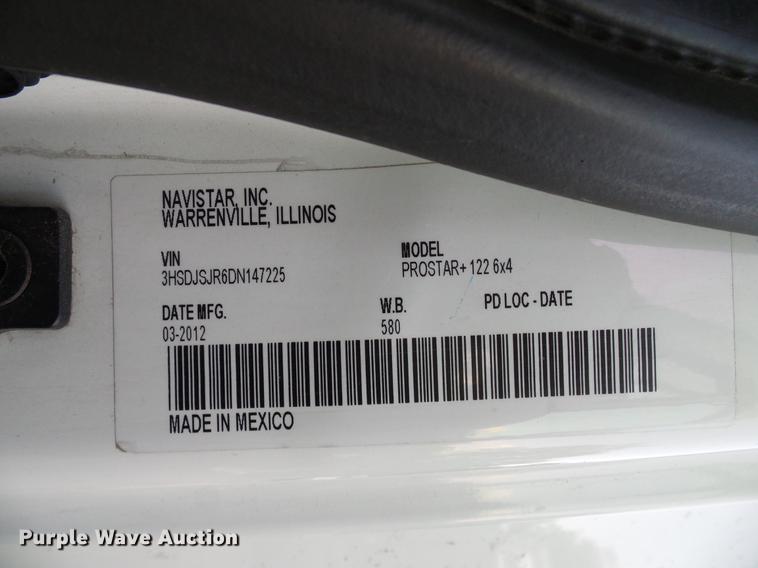 NAVISTAR, INC.
WARRENVILLE, ILLINOIS
VIN
3HSDJSJR6DN147225
MODEL
PROSTAR+ 122 6x4
DATE MFG.
03-2012
W.B.
580
PD LOC - DATE
MADE IN MEXICO
Purple Wave Auction